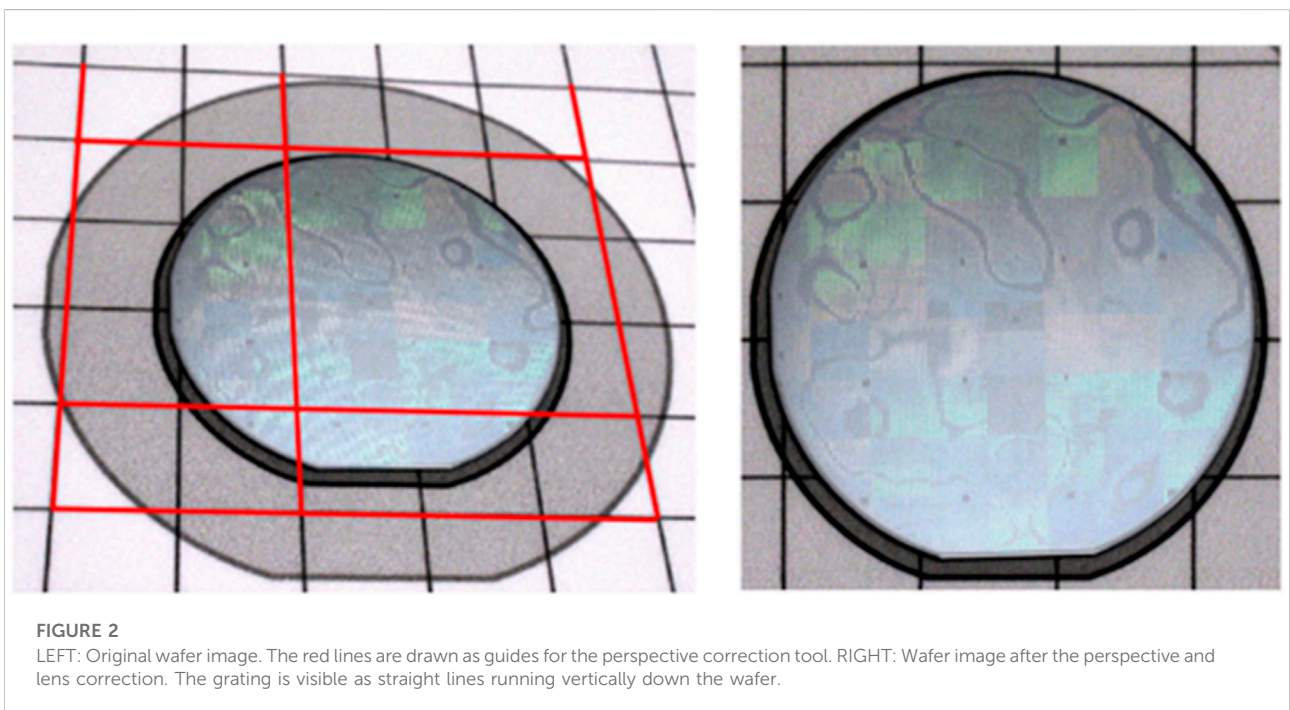 FIGURE 2
LEFT: Original wafer image. The red lines are drawn as guides for the perspective correction tool. RIGHT: Wafer image after the perspective and
lens correction. The grating is visible as straight lines running vertically down the wafer.